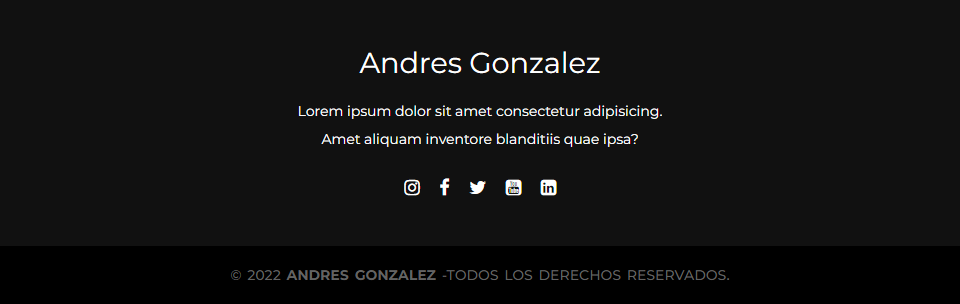 Andres Gonzalez
Lorem ipsum dolor sit amet consectetur adipisicing.
Amet aliquam inventore blanditiis quae ipsa?
© 2022 ANDRES GONZALEZ -TODOS LOS DERECHOS RESERVADOS.